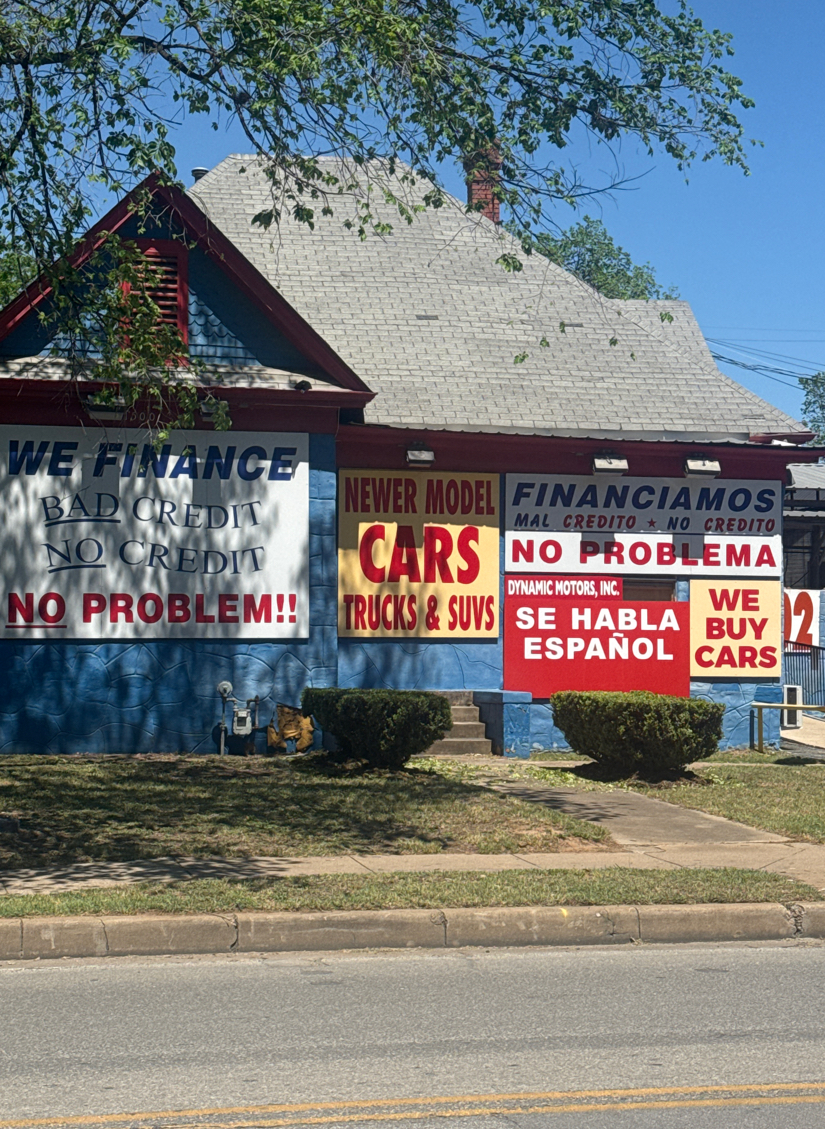 WE FINANCE
BAD CREDIT
NO CREDIT
NO PROBLEM!!
NEWER MODEL
CARS
TRUCKS & SUVS
FINANCIAMOS
MAL CREDITO ★ NO CREDITO
NO PROBLEMA
DYNAMIC MOTORS, INC.
SE HABLA
ESPAÑOL
WE
BUY
CARS